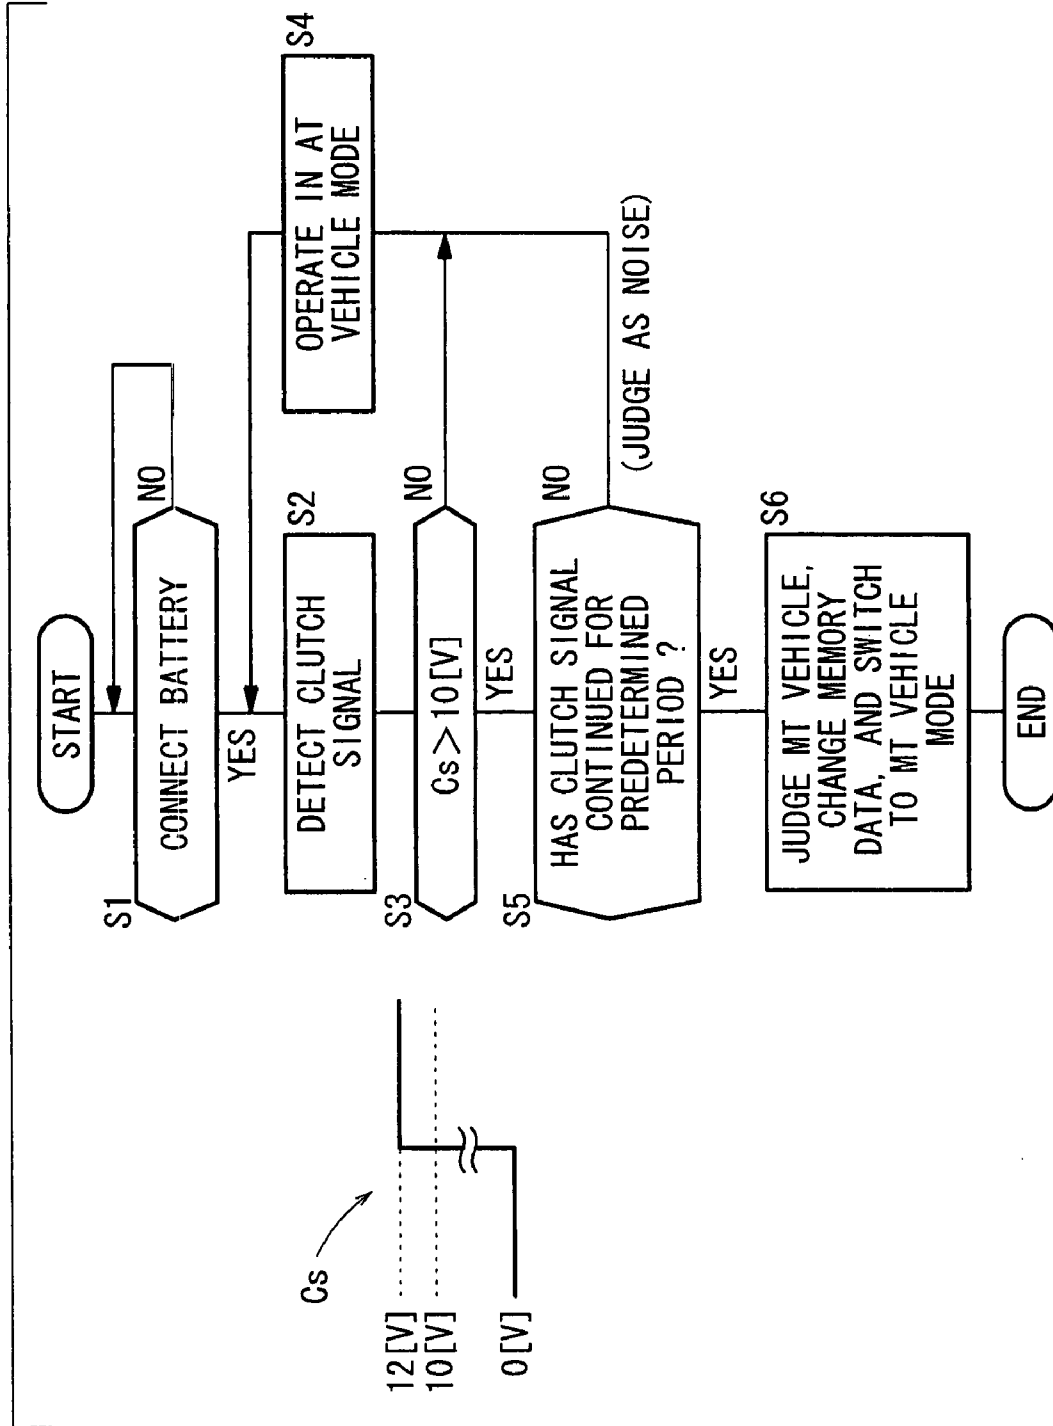 START
S1
CONNECT BATTERY
NO
YES
S2
DETECT CLUTCH
SIGNAL
S4
OPERATE IN AT
VEHICLE MODE
S3
Cs>10[V]
NO
YES
S5
HAS CLUTCH SIGNAL
CONTINUED FOR
PREDETERMINED
PERIOD ?
NO
(JUDGE AS NOISE)
YES
S6
JUDGE MT VEHICLE,
CHANGE MEMORY
DATA, AND SWITCH
TO MT VEHICLE
MODE
END
Cs
12[V]
10[V]
0[V]